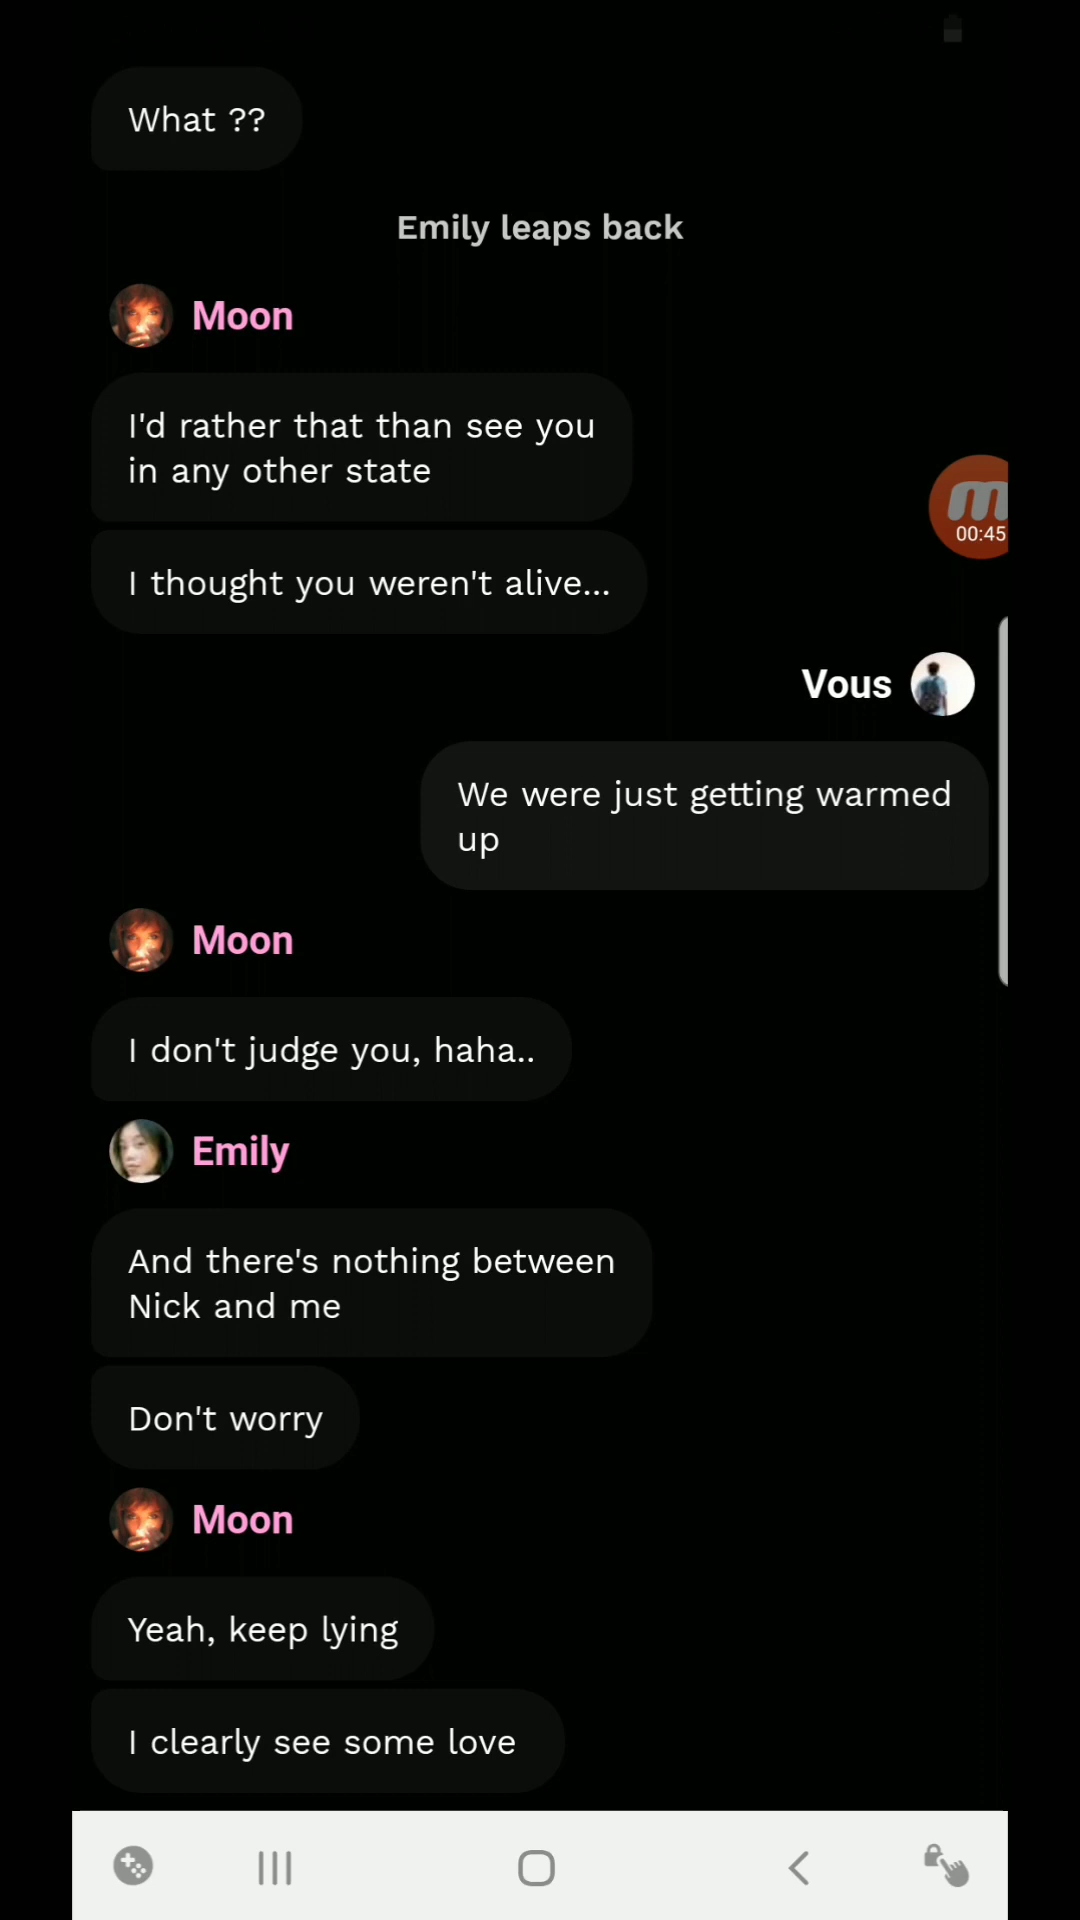 What ??
Emily leaps back
Moon
I'd rather that than see you
in any other state
m
00:45
I thought you weren't alive...
Vous
We were just getting warmed
up
Moon
I don't judge you, haha..
Emily
And there's nothing between
Nick and me
Don't worry
Moon
Yeah, keep lying
I clearly see some love